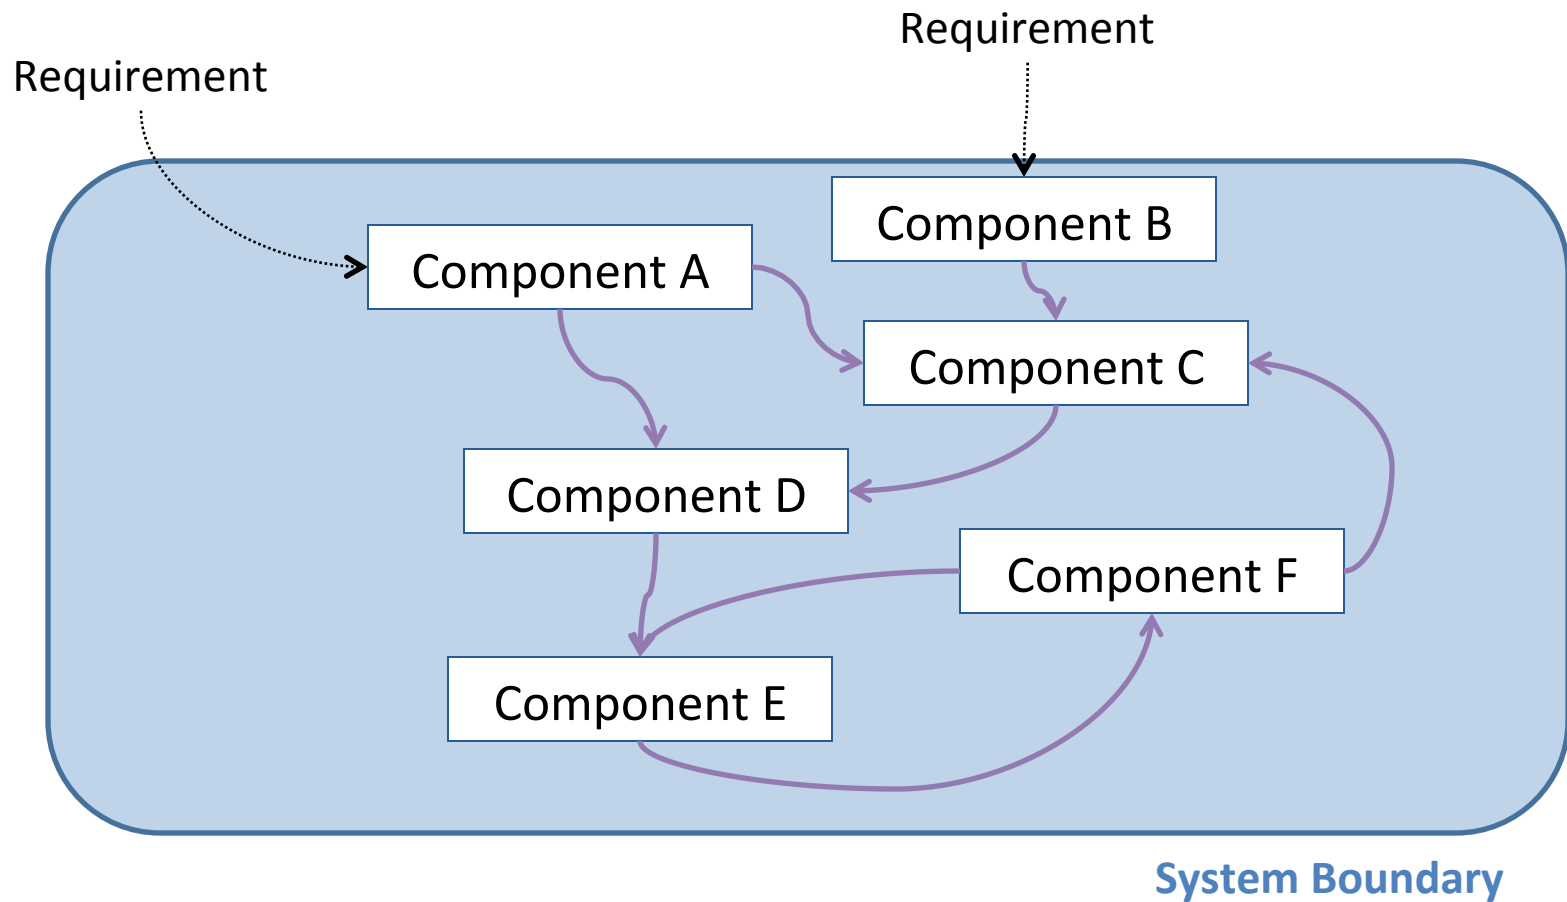 Requirement
Requirement
Component B
Component A
Component C
Component D
Component F
Component E
System Boundary